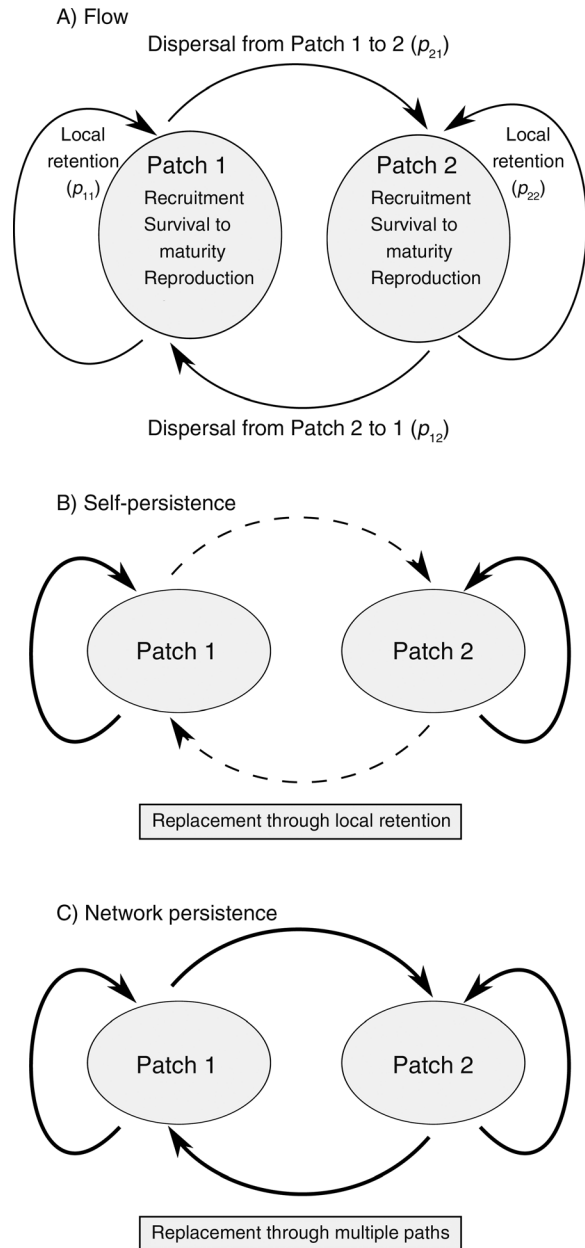 A) Flow
Dispersal from Patch 1 to 2 (p21)
Local
retention
(p11)
Patch 1
Recruitment
Survival to
maturity
Reproduction
Patch 2
Recruitment
Survival to
maturity
Reproduction
Local
retention
(p22)
Dispersal from Patch 2 to 1 (p12)
B) Self-persistence
Patch 1
Patch 2
Replacement through local retention
C) Network persistence
Patch 1
Patch 2
Replacement through multiple paths